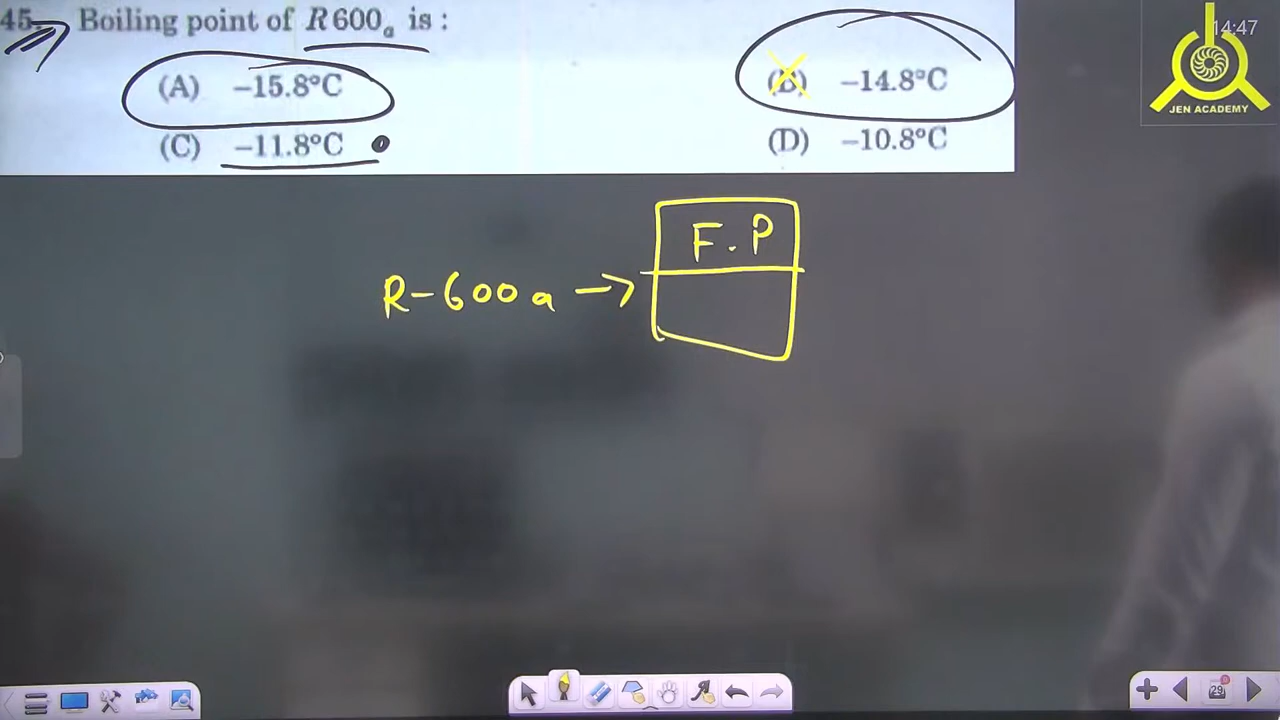 45. Boiling point of R600a is :
14:47
(A) −15.8°C
(B) −14.8°C
JEN ACADEMY
(C) −11.8°C
(D) −10.8°C
F.P
R-600a →
29